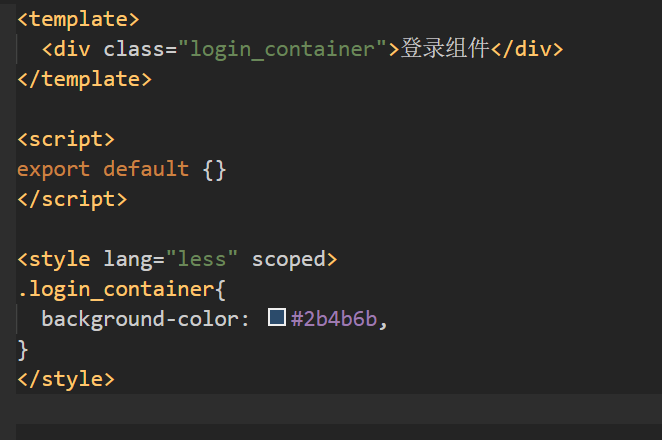 <template>
  <div class="login_container">登录组件</div>
</template>

<script>
export default {}
</script>

<style lang="less" scoped>
.login_container{
  background-color: #2b4b6b,
}
</style>